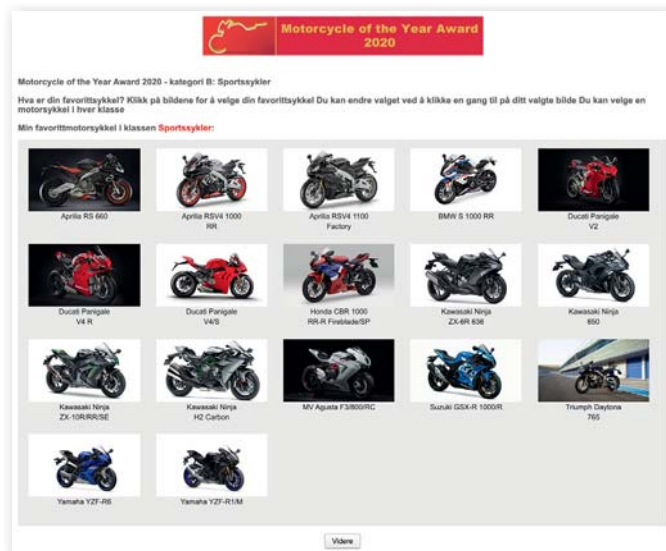 Motorcycle of the Year Award
2020
Motorcycle of the Year Award 2020 - kategori B: Sportssykler
Hva er din favorittsykkel? Klikk på bildene for å velge din favorittsykkel Du kan endre valget ved å klikke en gang til på ditt valgte bilde Du kan velge en
motorsykkel i hver klasse
Min favorittmotorsykkel i klassen Sportssykler:
Aprilia RS 660
Aprilia RSV4 1000
RR
Aprilia RSV4 1100
Factory
BMW S 1000 RR
Ducati Panigale
V2
Ducati Panigale
V4 R
Ducati Panigale
V4/S
Honda CBR 1000
RR-R Fireblade/SP
Kawasaki Ninja
ZX-6R 636
Kawasaki Ninja
650
Kawasaki Ninja
ZX-10R/RR/SE
Kawasaki Ninja
H2 Carbon
MV Agusta F3/800/RC
Suzuki GSX-R 1000/R
Triumph Daytona
765
Yamaha YZF-R6
Yamaha YZF-R1/M
Videre